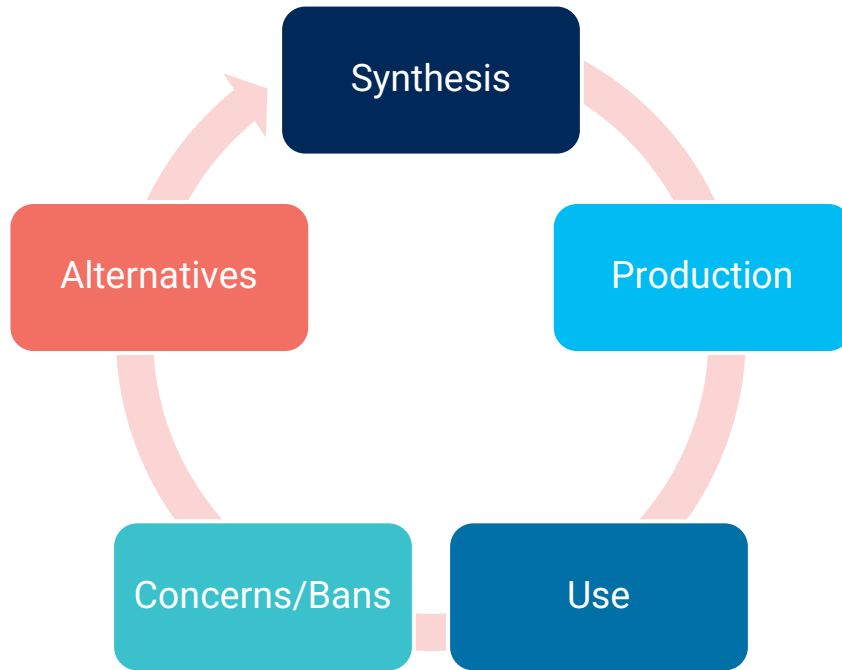 Synthesis
Production
Use
Concerns/Bans
Alternatives